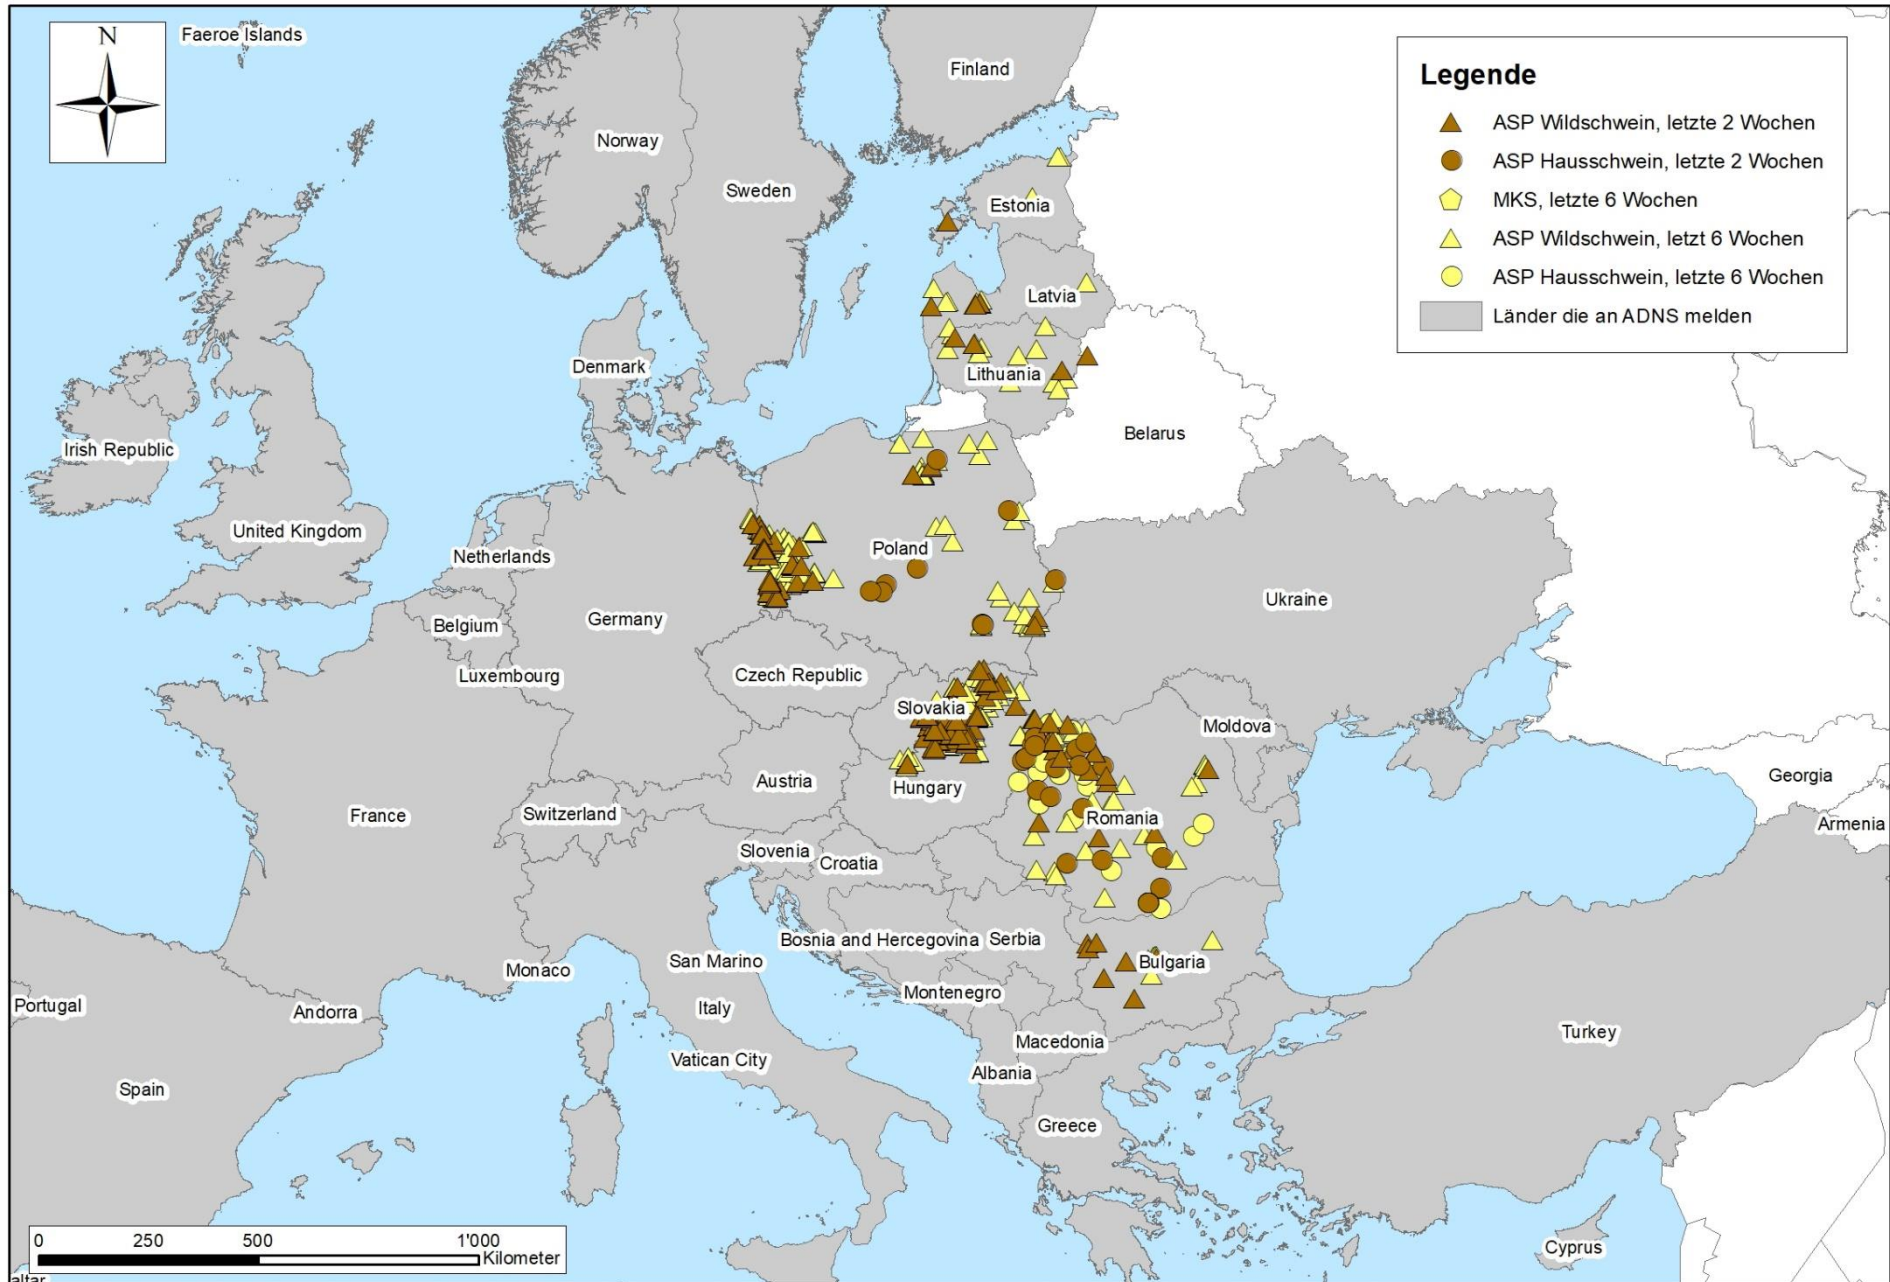 N
Faeroe Islands
Finland
Norway
Sweden
Estonia
Latvia
Lithuania
Denmark
Belarus
Irish Republic
United Kingdom
Netherlands
Poland
Ukraine
Belgium
Germany
Luxembourg
Czech Republic
Slovakia
Moldova
Austria
Hungary
France
Switzerland
Romania
Georgia
Armenia
Slovenia
Croatia
Bosnia and Hercegovina
Serbia
San Marino
Monaco
Bulgaria
Montenegro
Portugal
Andorra
Italy
Macedonia
Turkey
Vatican City
Albania
Spain
Greece
Cyprus
Legende
ASP Wildschwein, letzte 2 Wochen
ASP Hausschwein, letzte 2 Wochen
MKS, letzte 6 Wochen
ASP Wildschwein, letzt 6 Wochen
ASP Hausschwein, letzte 6 Wochen
Länder die an ADNS melden
0 250 500 1'000
Kilometer
altar